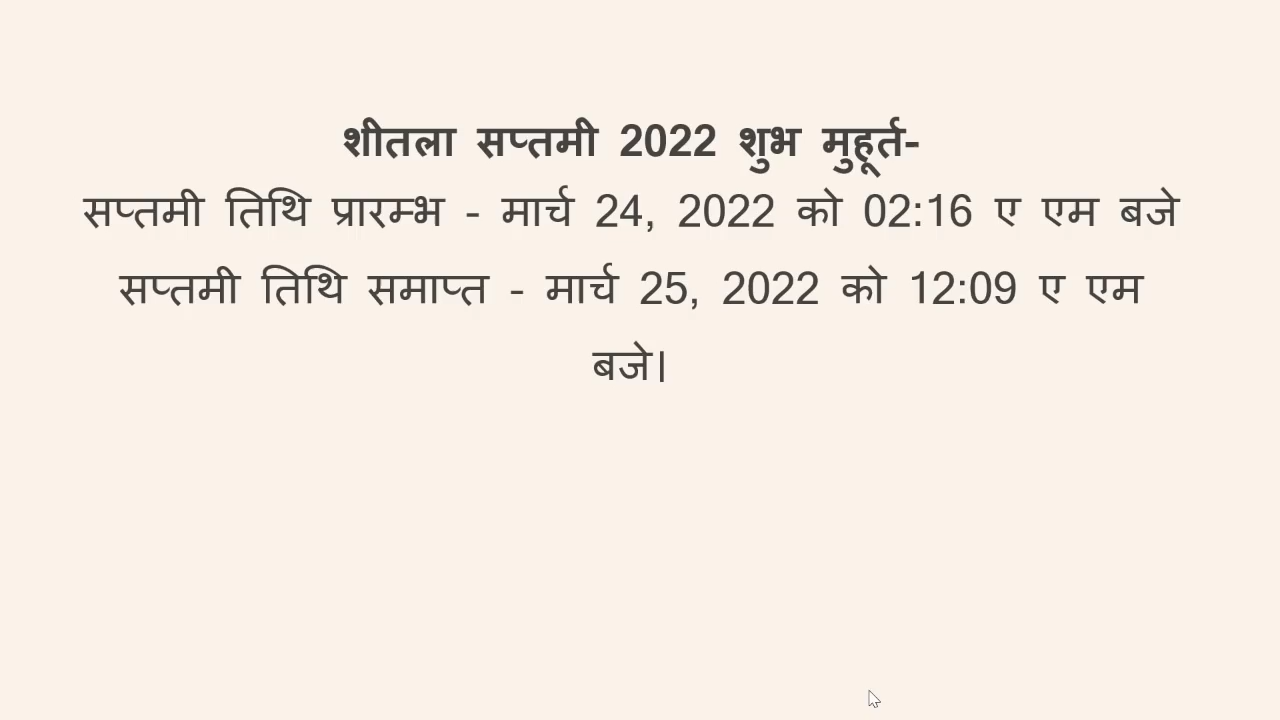 शीतला सप्तमी 2022 शुभ मुहूर्त-
सप्तमी तिथि प्रारम्भ - मार्च 24, 2022 को 02:16 ए एम बजे
सप्तमी तिथि समाप्त - मार्च 25, 2022 को 12:09 ए एम
बजे।